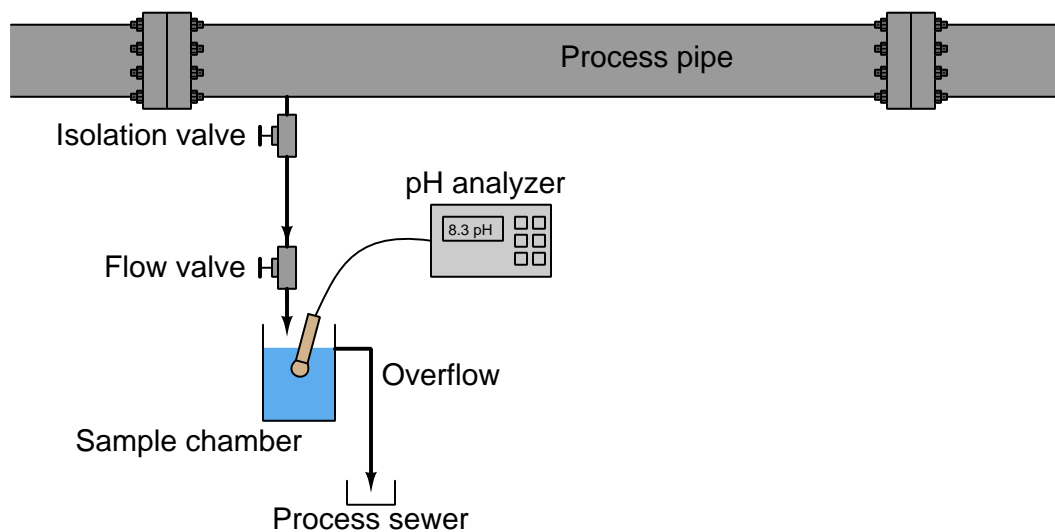 Process pipe
Isolation valve
pH analyzer
8.3 pH
Flow valve
Overflow
Sample chamber
Process sewer